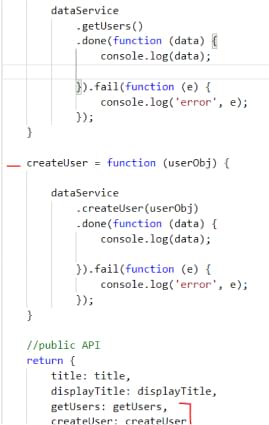 dataService
.getUsers()
.done(function (data) {
console.log(data);
}).fail(function (e) {
console.log('error', e);
});
}
createUser = function (userObj) {
dataService
.createUser(userObj)
.done(function (data) {
console.log(data);
}).fail(function (e) {
console.log('error', e);
});
}
//public API
return {
title: title,
displayTitle: displayTitle,
getUsers: getUsers,
createUser: createUser